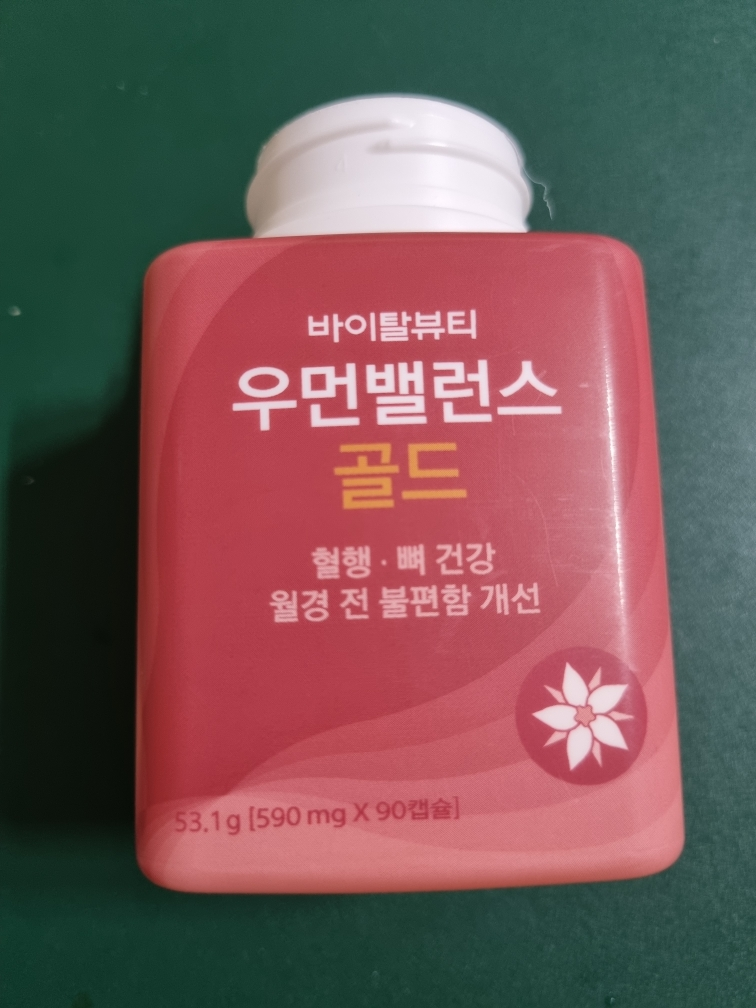 바이탈뷰티
우먼밸런스
골드
혈행·뼈 건강
월경 전 불편함 개선
53.1g [590 mg X 90캡슐]